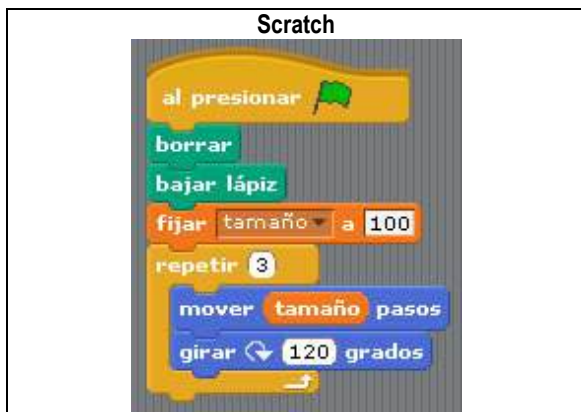 Scratch
al presionar
borrar
bajar lápiz
fijar tamaño a 100
repetir 3
mover tamaño pasos
girar 120 grados